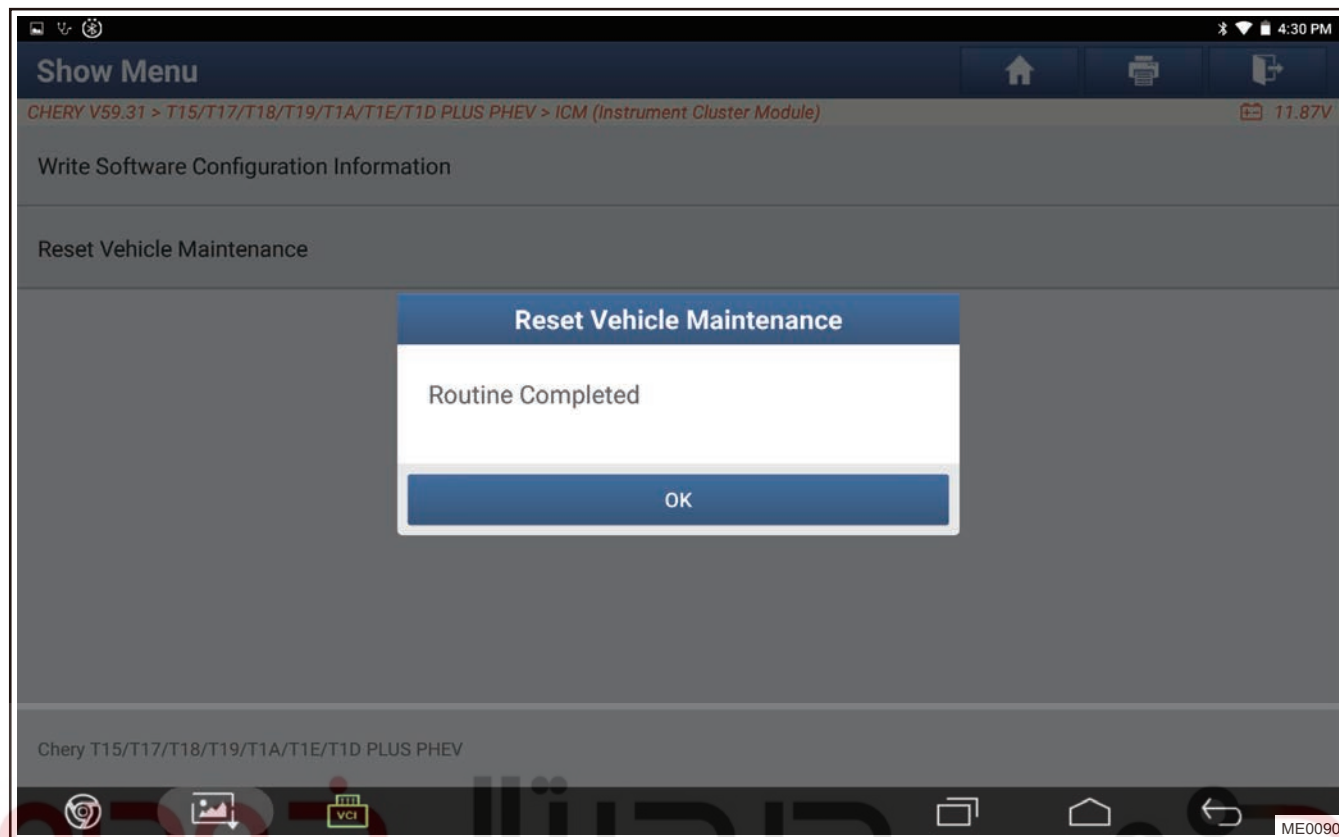 4:30 PM
Show Menu
CHERY V59.31 > T15/T17/T18/T19/T1A/T1E/T1D PLUS PHEV > ICM (Instrument Cluster Module)
11.87V
Write Software Configuration Information
Reset Vehicle Maintenance
Reset Vehicle Maintenance
Routine Completed
OK
Chery T15/T17/T18/T19/T1A/T1E/T1D PLUS PHEV
VCI
ME0090